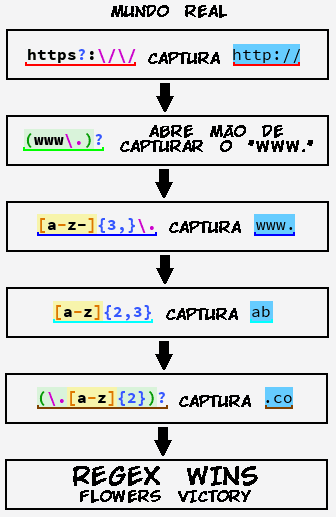 MUNDO REAL
https?:\/\/ CAPTURA http://
(www\.)? ABRE MÃO DE
CAPTURAR O "WWW."
[a-z-]{3,}\. CAPTURA www.
[a-z]{2,3} CAPTURA ab
(\.[a-z]{2})? CAPTURA .co
REGEX WINS
FLOWERS VICTORY